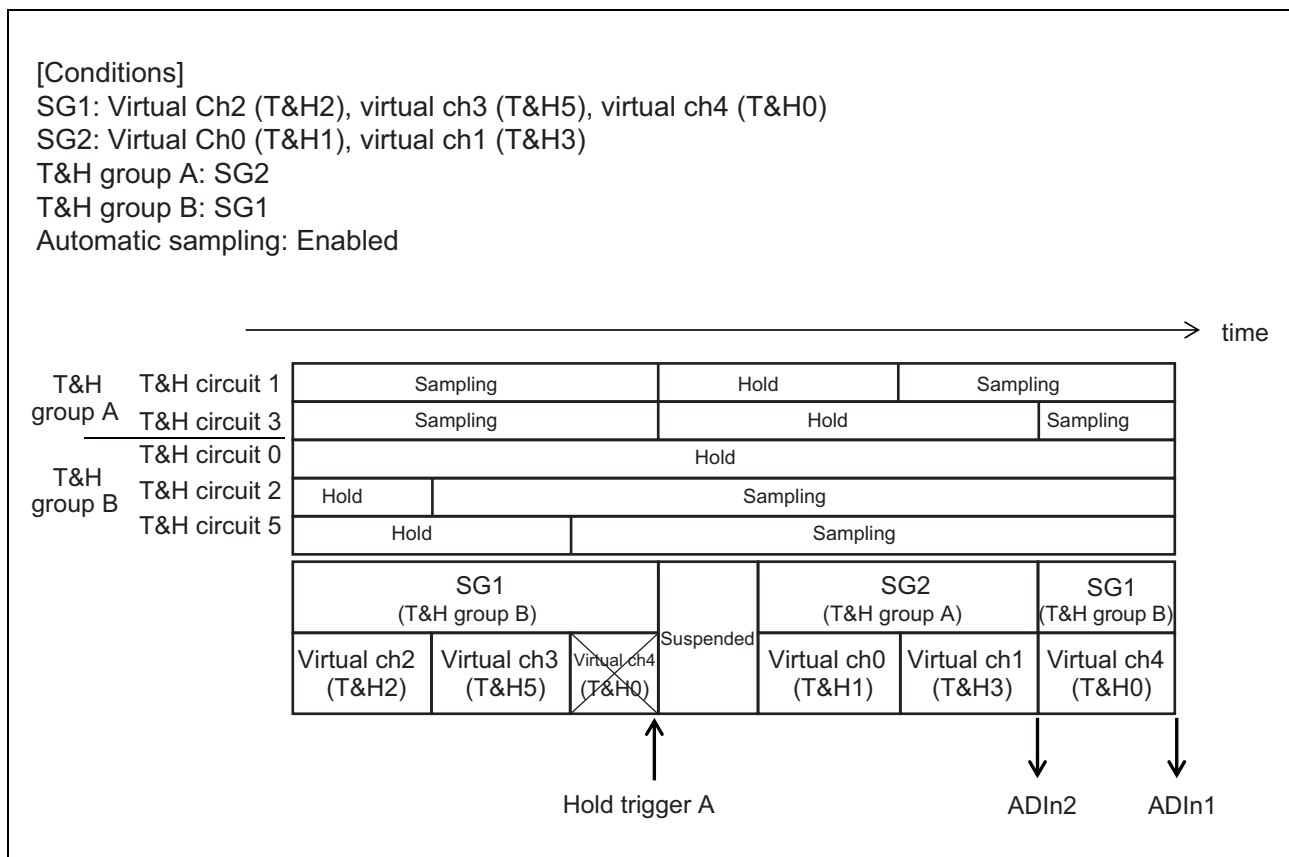 [Conditions]
SG1: Virtual Ch2 (T&H2), virtual ch3 (T&H5), virtual ch4 (T&H0)
SG2: Virtual Ch0 (T&H1), virtual ch1 (T&H3)
T&H group A: SG2
T&H group B: SG1
Automatic sampling: Enabled
time
T&H
group A
T&H circuit 1
Sampling
Hold
Sampling
T&H circuit 3
Sampling
Hold
Sampling
T&H
group B
T&H circuit 0
Hold
T&H circuit 2
Hold
Sampling
T&H circuit 5
Hold
Sampling
SG1
(T&H group B)
Suspended
SG2
(T&H group A)
SG1
(T&H group B)
Virtual ch2
(T&H2)
Virtual ch3
(T&H5)
Virtual ch4
(T&H0)
Virtual ch0
(T&H1)
Virtual ch1
(T&H3)
Virtual ch4
(T&H0)
Hold trigger A
ADIn2
ADIn1